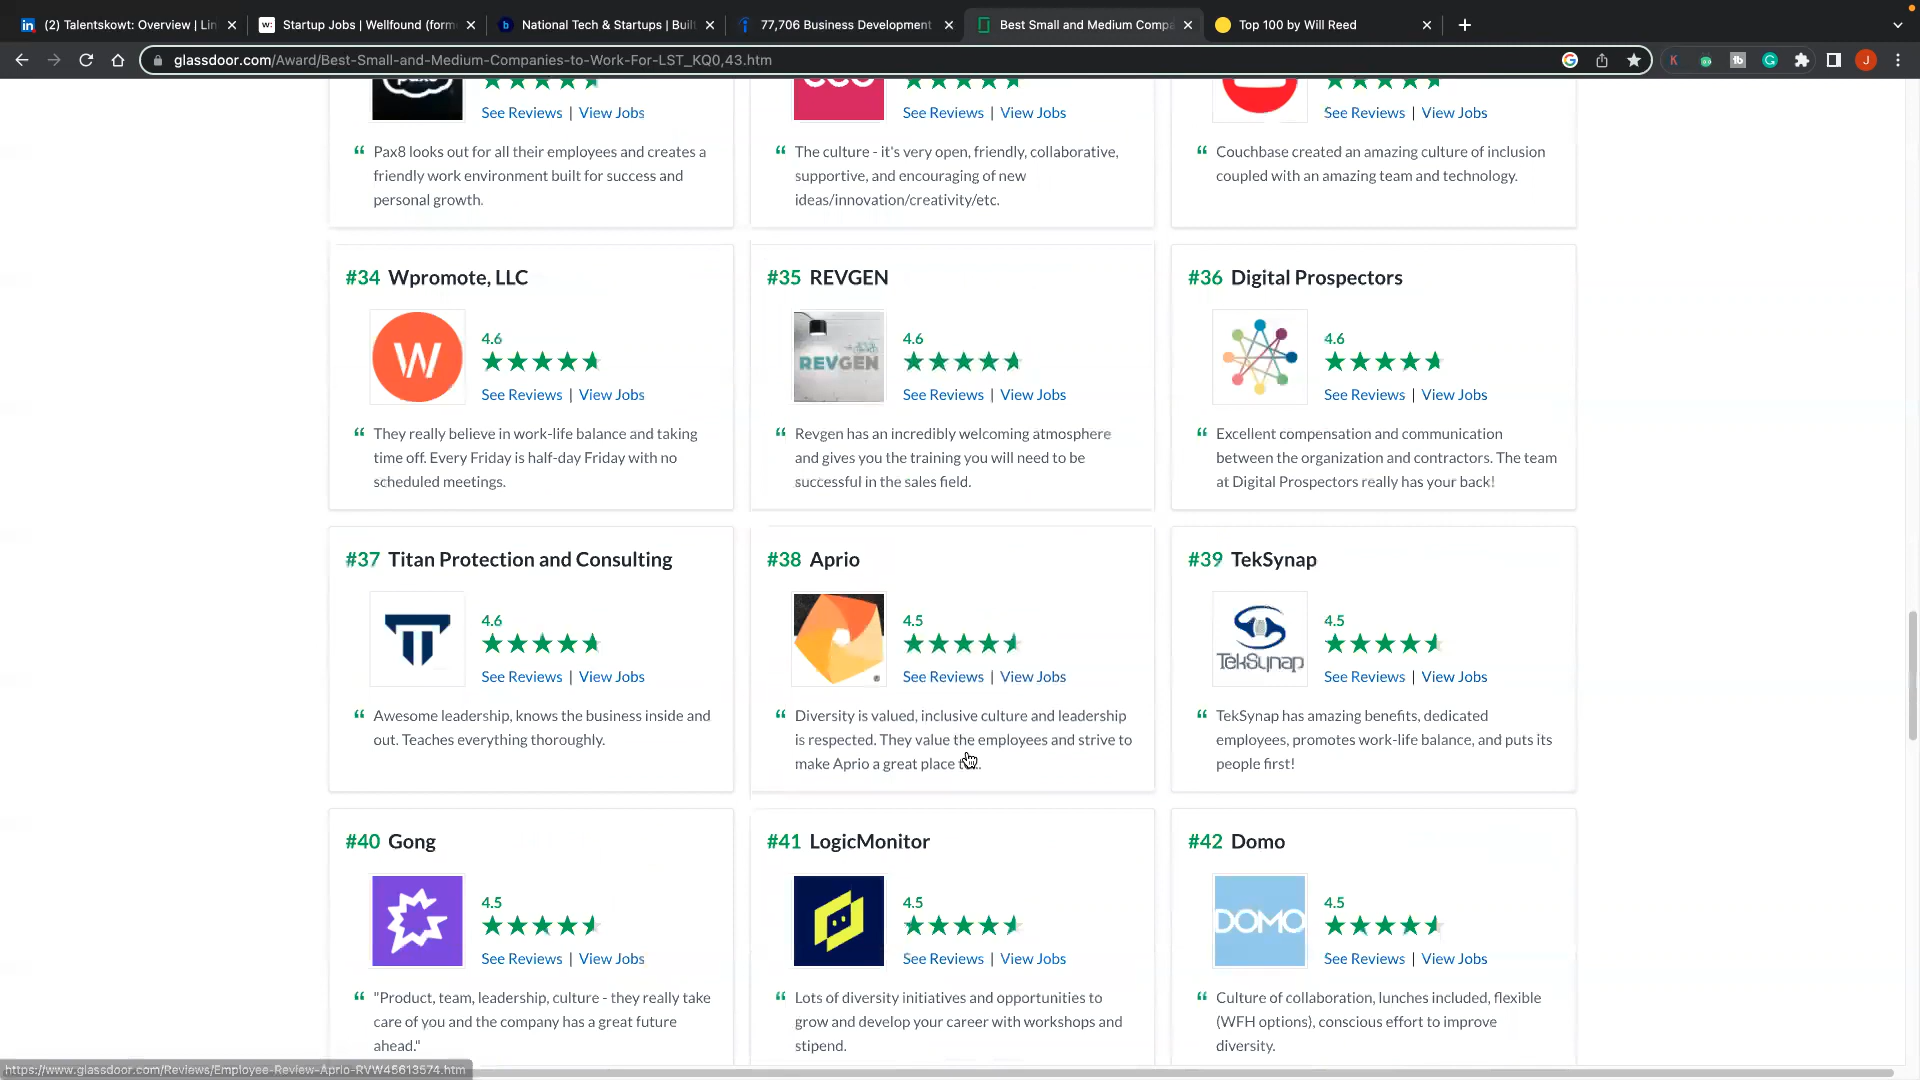 (2) Talentskowt: Overview | Lin
Startup Jobs | Wellfound (form
National Tech & Startups | Buil
77,706 Business Development
Best Small and Medium Compa
Top 100 by Will Reed
glassdoor.com/Award/Best-Small-and-Medium-Companies-to-Work-For-LST_KQ0,43.htm
See Reviews | View Jobs
See Reviews | View Jobs
See Reviews | View Jobs
“ Pax8 looks out for all their employees and creates a
friendly work environment built for success and
personal growth.
“ The culture - it's very open, friendly, collaborative,
supportive, and encouraging of new
ideas/innovation/creativity/etc.
“ Couchbase created an amazing culture of inclusion
coupled with an amazing team and technology.
#34 Wpromote, LLC
W
4.6
See Reviews | View Jobs
“ They really believe in work-life balance and taking
time off. Every Friday is half-day Friday with no
scheduled meetings.
#35 REVGEN
REVGEN
4.6
See Reviews | View Jobs
“ Revgen has an incredibly welcoming atmosphere
and gives you the training you will need to be
successful in the sales field.
#36 Digital Prospectors
4.6
See Reviews | View Jobs
“ Excellent compensation and communication
between the organization and contractors. The team
at Digital Prospectors really has your back!
#37 Titan Protection and Consulting
4.6
See Reviews | View Jobs
“ Awesome leadership, knows the business inside and
out. Teaches everything thoroughly.
#38 Aprio
4.5
See Reviews | View Jobs
“ Diversity is valued, inclusive culture and leadership
is respected. They value the employees and strive to
make Aprio a great place
#39 TekSynap
TekSynap
4.5
See Reviews | View Jobs
“ TekSynap has amazing benefits, dedicated
employees, promotes work-life balance, and puts its
people first!
#40 Gong
4.5
See Reviews | View Jobs
“ "Product, team, leadership, culture - they really take
care of you and the company has a great future
ahead."
#41 LogicMonitor
4.5
See Reviews | View Jobs
“ Lots of diversity initiatives and opportunities to
grow and develop your career with workshops and
stipend.
#42 Domo
DOMO
4.5
See Reviews | View Jobs
“ Culture of collaboration, lunches included, flexible
(WFH options), conscious effort to improve
diversity.
https://www.glassdoor.com/Reviews/Employee-Review-Aprio-RVW45613574.htm